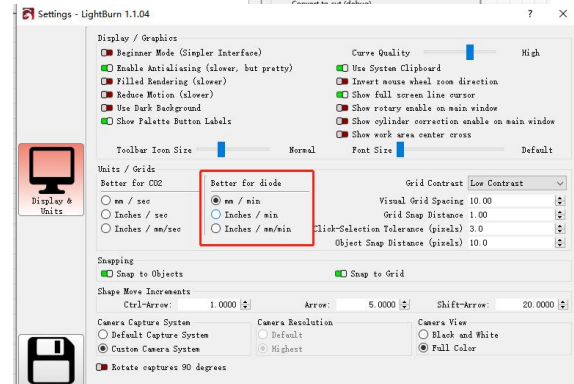 Convert to cut (debug)
Settings - LightBurn 1.1.04 ? ×
Display / Graphics
Beginner Mode (Simpler Interface) Curve Quality High
Enable Antialiasing (slower, but pretty) Use System Clipboard
Filled Rendering (slower) Invert mouse wheel zoom direction
Reduce Motion (slower) Show full screen line cursor
Use Dark Background Show rotary enable on main window
Show Palette Button Labels Show cylinder correction enable on main window
Show work area center cross
Toolbar Icon Size Normal Font Size Default
Units / Grids
Better for CO2 Better for diode Grid Contrast Low Contrast
Display & Units
mm / sec mm / min Visual Grid Spacing 10.00
Inches / sec Inches / min Grid Snap Distance 1.00
Inches / mm/sec Inches / mm/min Click-Selection Tolerance (pixels) 3.0
Object Snap Distance (pixels) 10.0
Snapping
Snap to Objects Snap to Grid
Shape Move Increments
Ctrl-Arrow: 1.0000 Arrow: 5.0000 Shift-Arrow: 20.0000
Camera Capture System Camera Resolution Camera View
Default Capture System Default Black and White
Custom Camera System Highest Full Color
Rotate captures 90 degrees